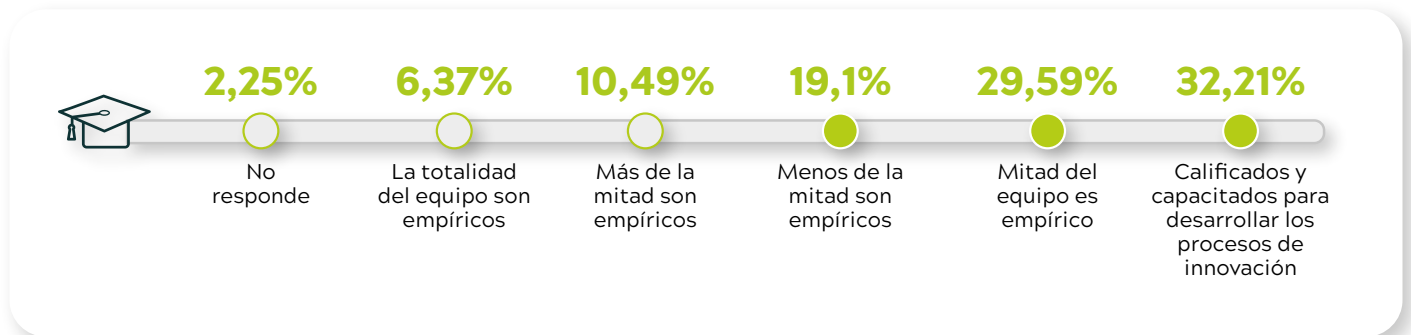 2,25%
No
responde
6,37%
La totalidad
del equipo son
empíricos
10,49%
Más de la
mitad son
empíricos
19,1%
Menos de la
mitad son
empíricos
29,59%
Mitad del
equipo es
empírico
32,21%
Calificados y
capacitados para
desarrollar los
procesos de
innovación